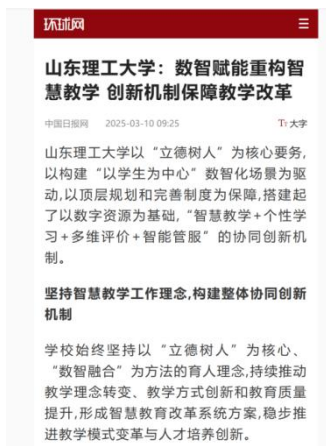 环球网
山东理工大学：数智赋能重构智
慧教学 创新机制保障教学改革
中国日报网 2025-03-10 09:25 TT 大字
山东理工大学以“立德树人”为核心要务,
以构建“以学生为中心”数智化场景为驱
动,以顶层规划和完善制度为保障,搭建起
了以数字资源为基础,“智慧教学+个性学
习+多维评价+智能管服”的协同创新机
制。
坚持智慧教学工作理念,构建整体协同创新
机制
学校始终坚持以“立德树人”为核心、
“数智融合”为方法的育人理念,持续推动
教学理念转变、教学方式创新和教育质量
提升,形成智慧教育改革系统方案,稳步推
进教学模式变革与人才培养创新。